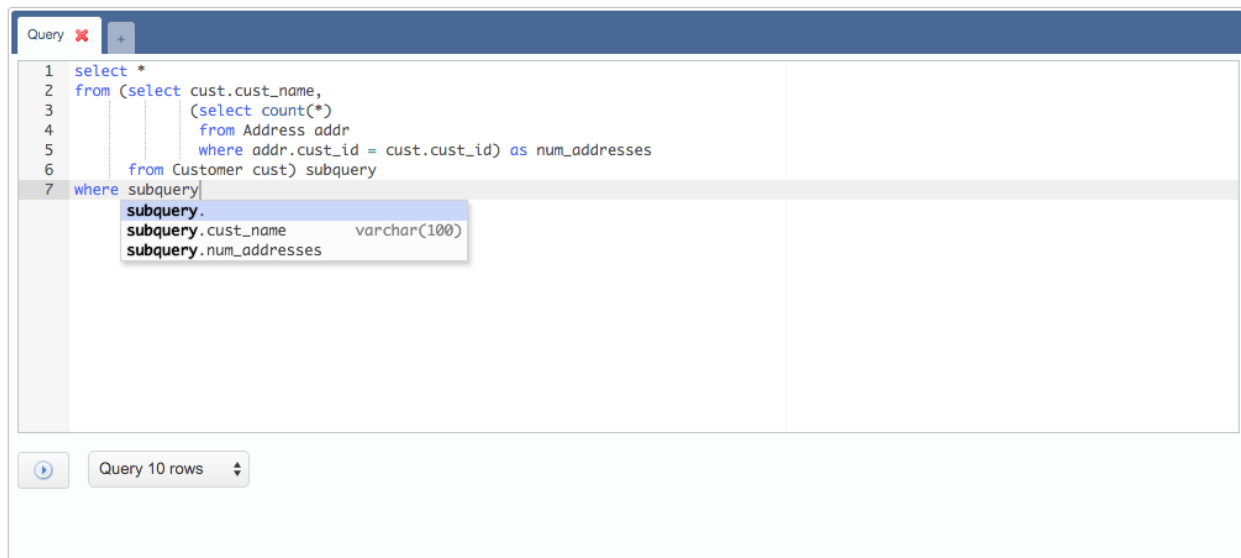 Query
+
1 select *
2 from (select cust.cust_name,
3 (select count(*)
4 from Address addr
5 where addr.cust_id = cust.cust_id) as num_addresses
6 from Customer cust) subquery
7 where subquery
subquery.
subquery.cust_name varchar(100)
subquery.num_addresses
Query 10 rows